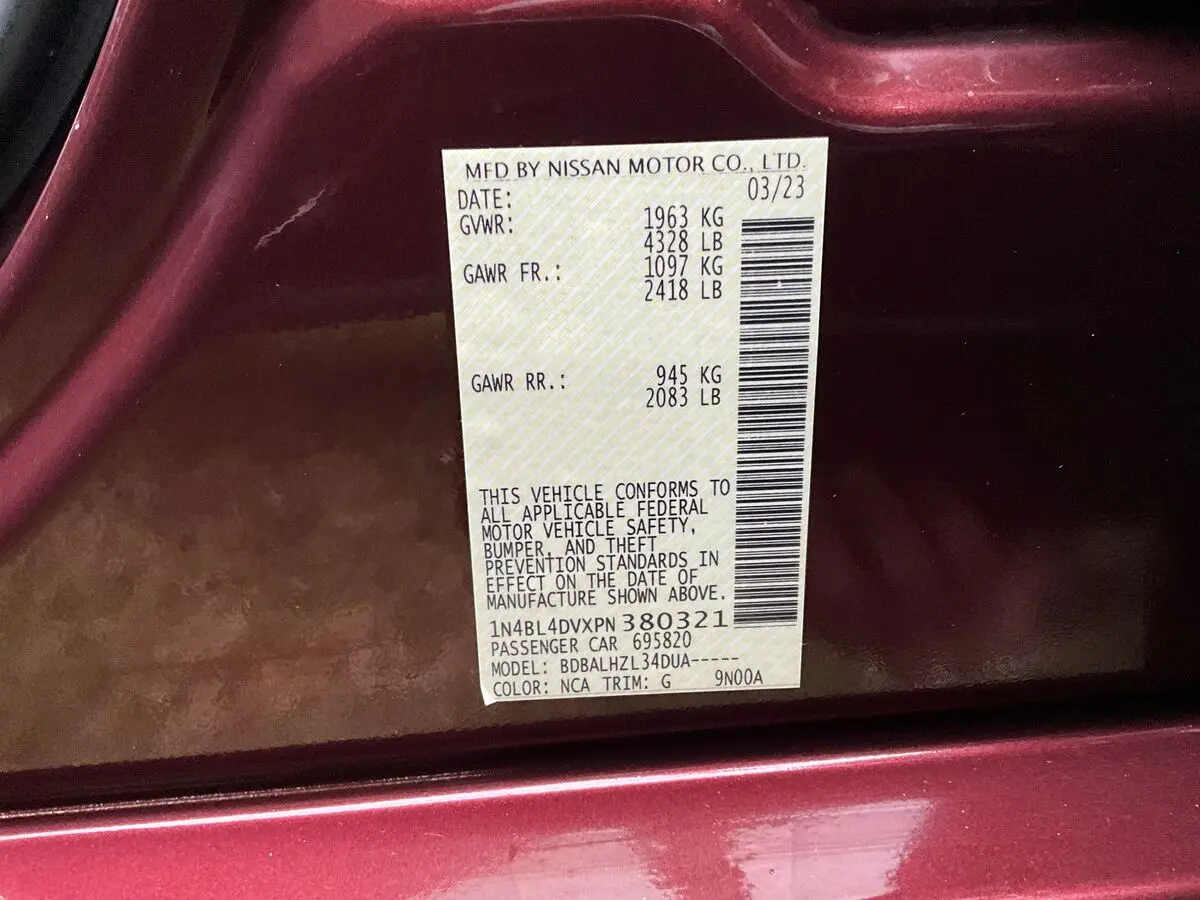 MFD BY NISSAN MOTOR CO., LTD.
DATE: 03/23
GVWR: 1963 KG
4328 LB
GAWR FR.: 1097 KG
2418 LB
GAWR RR.: 945 KG
2083 LB
THIS VEHICLE CONFORMS TO
ALL APPLICABLE FEDERAL
MOTOR VEHICLE SAFETY,
BUMPER, AND THEFT
PREVENTION STANDARDS IN
EFFECT ON THE DATE OF
MANUFACTURE SHOWN ABOVE.
1N4BL4DVXPN 380321
PASSENGER CAR 695820
MODEL: BDBALHZL34DUA-----
COLOR: NCA TRIM: G 9N00A